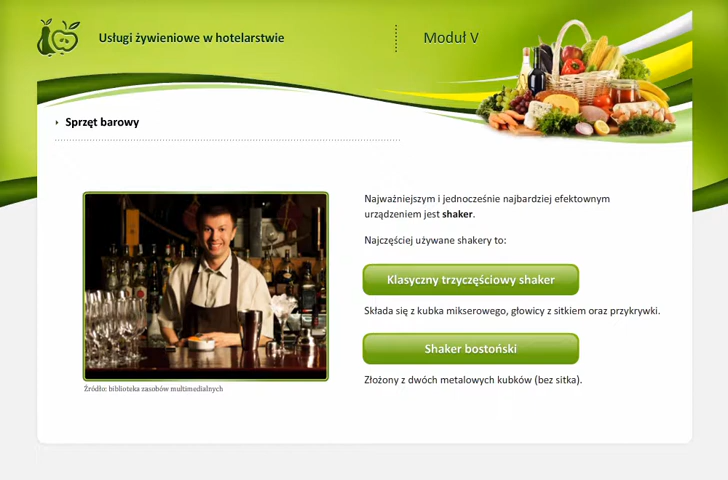 Usługi żywieniowe w hotelarstwie
Moduł V
Sprzęt barowy
Najważniejszym i jednocześnie najbardziej efektownym
urządzeniem jest shaker.
Najczęściej używane shakery to:
Klasyczny trzyczęściowy shaker
Składa się z kubka mikserowego, głowicy z sitkiem oraz przykrywki.
Shaker bostoński
Złożony z dwóch metalowych kubków (bez sitka).
Źródło: biblioteka zasobów multimedialnych